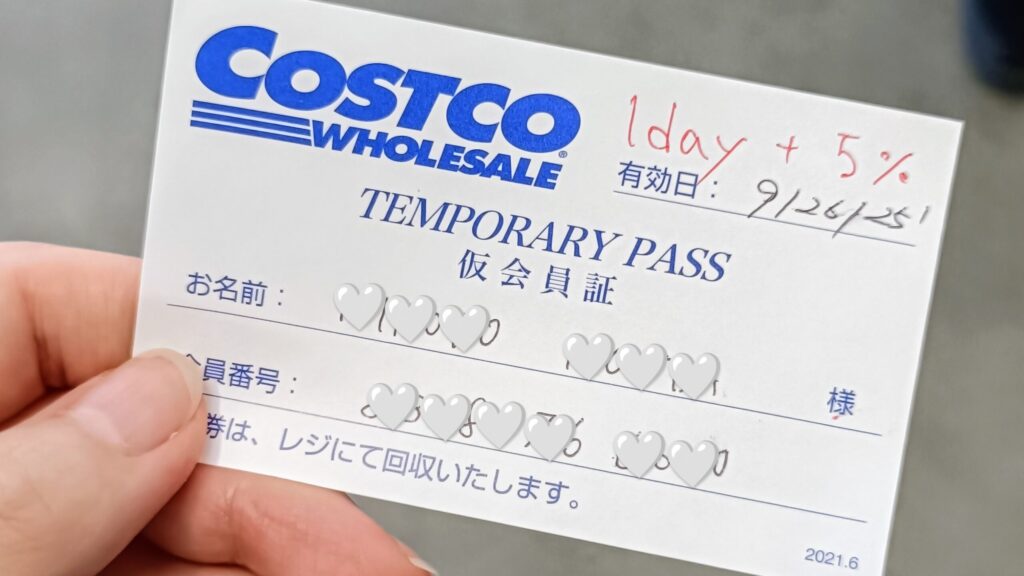 COSTCO
WHOLESALE®
1day + 5%
有効日: 9/26/25
TEMPORARY PASS
仮会員証
お名前:
様
員番号:
券は、レジにて回収いたします。
2021.6